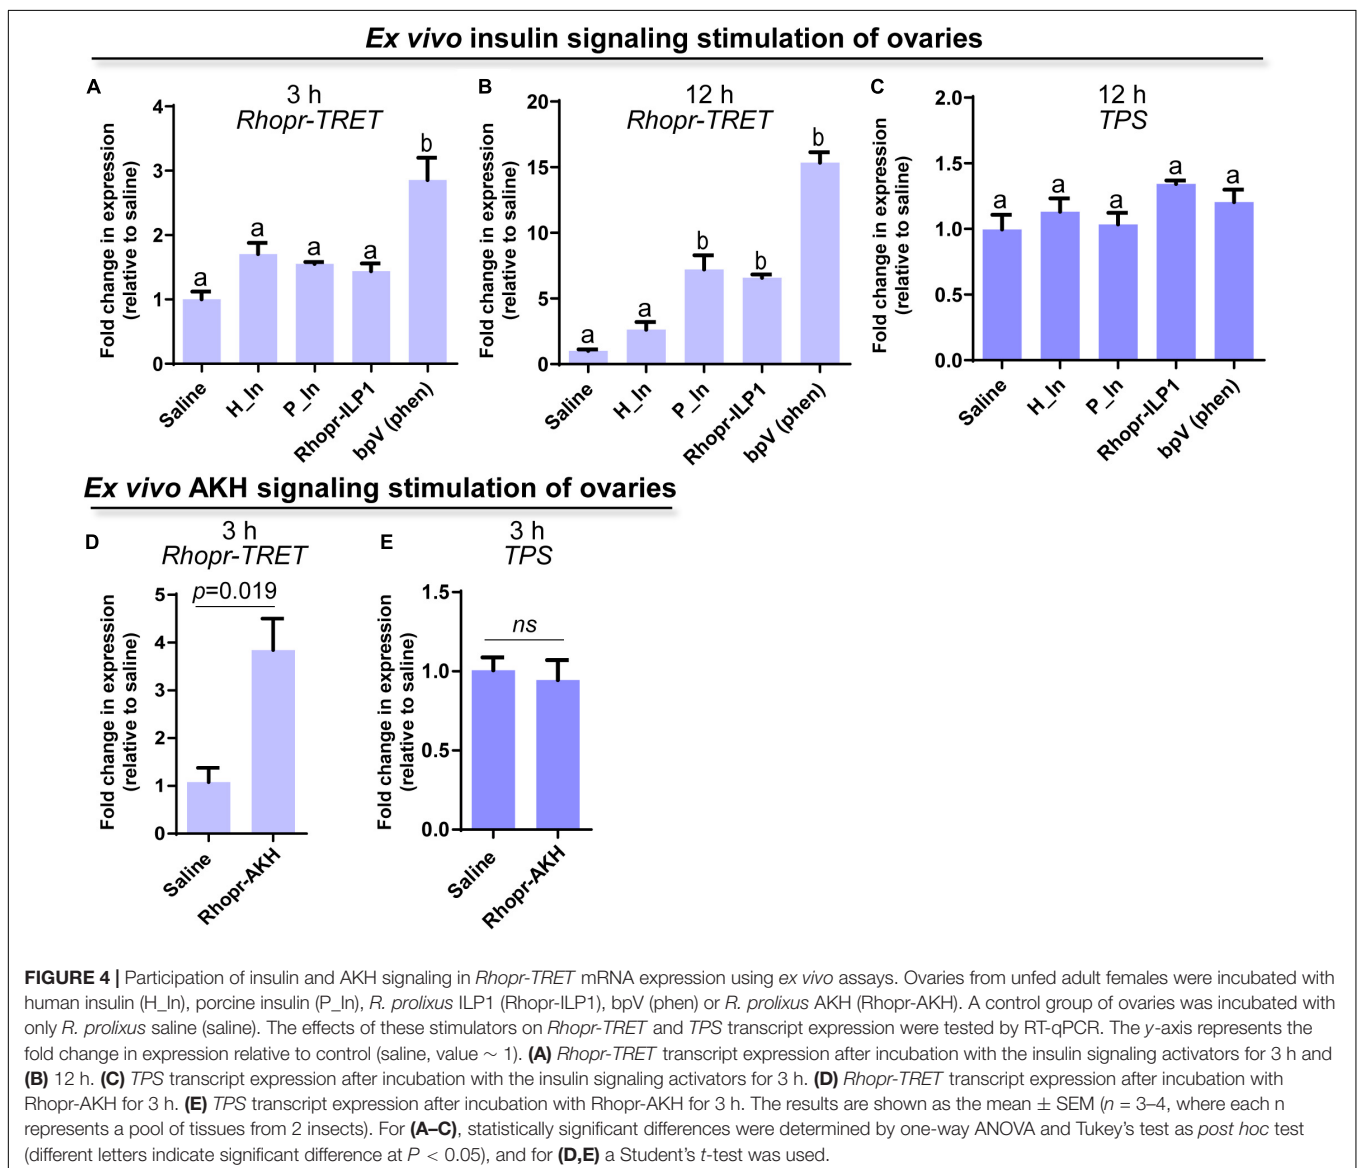 Ex vivo insulin signaling stimulation of ovaries
A
3 h
Rhopr-TRET
Fold change in expression
(relative to saline)
4
3
2
1
0
a
a
a
a
b
Saline
H_In
P_In
Rhopr-ILP1
bpV (phen)
B
12 h
Rhopr-TRET
Fold change in expression
(relative to saline)
20
15
10
5
0
a
a
b
b
b
Saline
H_In
P_In
Rhopr-ILP1
bpV (phen)
C
12 h
TPS
Fold change in expression
(relative to saline)
2.0
1.5
1.0
0.5
0.0
a
a
a
a
a
Saline
H_In
P_In
Rhopr-ILP1
bpV (phen)
Ex vivo AKH signaling stimulation of ovaries
D
3 h
Rhopr-TRET
Fold change in expression
(relative to saline)
5
4
3
2
1
0
p=0.019
Saline
Rhopr-AKH
E
3 h
TPS
Fold change in expression
(relative to saline)
1.5
1.0
0.5
0.0
ns
Saline
Rhopr-AKH
FIGURE 4 | Participation of insulin and AKH signaling in Rhopr-TRET mRNA expression using ex vivo assays. Ovaries from unfed adult females were incubated with
human insulin (H_In), porcine insulin (P_In), R. prolixus ILP1 (Rhopr-ILP1), bpV (phen) or R. prolixus AKH (Rhopr-AKH). A control group of ovaries was incubated with
only R. prolixus saline (saline). The effects of these stimulators on Rhopr-TRET and TPS transcript expression were tested by RT-qPCR. The y-axis represents the
fold change in expression relative to control (saline, value ∼ 1). (A) Rhopr-TRET transcript expression after incubation with the insulin signaling activators for 3 h and
(B) 12 h. (C) TPS transcript expression after incubation with the insulin signaling activators for 3 h. (D) Rhopr-TRET transcript expression after incubation with
Rhopr-AKH for 3 h. (E) TPS transcript expression after incubation with Rhopr-AKH for 3 h. The results are shown as the mean ± SEM (n = 3–4, where each n
represents a pool of tissues from 2 insects). For (A–C), statistically significant differences were determined by one-way ANOVA and Tukey's test as post hoc test
(different letters indicate significant difference at P < 0.05), and for (D,E) a Student's t-test was used.